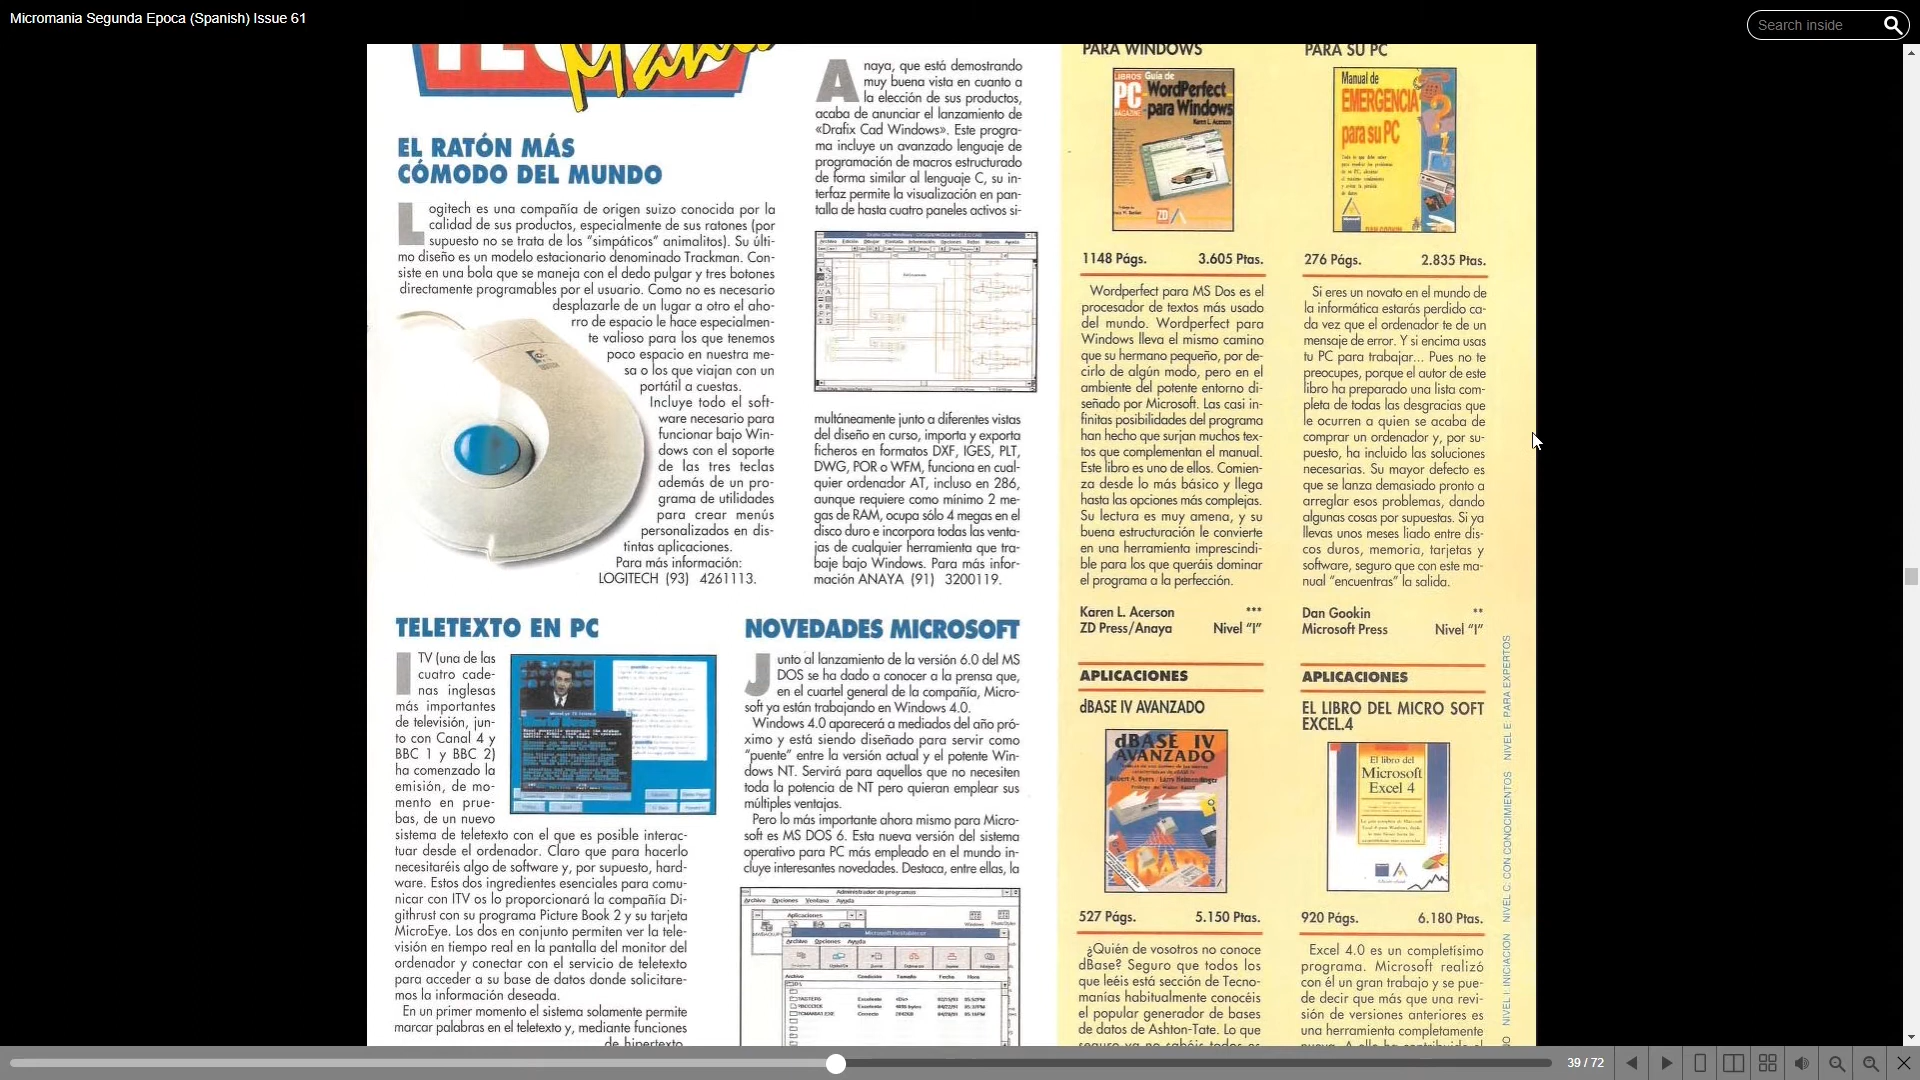 Micromania Segunda Epoca (Spanish) Issue 61
Search inside
EL RATÓN MÁS
CÓMODO DEL MUNDO
Logitech es una compañía de origen suizo conocida por la
calidad de sus productos, especialmente de sus ratones (por
supuesto no se trata de los “simpáticos” animalitos). Su últi-
mo diseño es un modelo estacionario denominado Trackman. Con-
siste en una bola que se maneja con el dedo pulgar y tres botones
directamente programables por el usuario. Como no es necesario
desplazarle de un lugar a otro el aho-
rro de espacio le hace especialmen-
te valioso para los que tenemos
poco espacio en nuestra me-
sa o los que viajan con un
portátil a cuestas.
Incluye todo el soft-
ware necesario para
funcionar bajo Win-
dows con el soporte
de las tres teclas
además de un pro-
grama de utilidades
para crear menús
personalizados en dis-
tintas aplicaciones.
Para más información:
LOGITECH (93) 4261113.
Anaya, que está demostrando
muy buena vista en cuanto a
la elección de sus productos,
acaba de anunciar el lanzamiento de
«Drafix Cad Windows». Este progra-
ma incluye un avanzado lenguaje de
programación de macros estructurado
de forma similar al lenguaje C, su in-
terfaz permite la visualización en pan-
talla de hasta cuatro paneles activos si-
multáneamente junto a diferentes vistas
del diseño en curso, importa y exporta
ficheros en formatos DXF, IGES, PLT,
DWG, POR o WFM, funciona en cual-
quier ordenador AT, incluso en 286,
aunque requiere como mínimo 2 me-
gas de RAM, ocupa sólo 4 megas en el
disco duro e incorpora todas las venta-
jas de cualquier herramienta que tra-
baje bajo Windows. Para más infor-
mación ANAYA (91) 3200119.
TELETEXTO EN PC
ITV (una de las
cuatro cade-
nas inglesas
más importantes
de televisión, jun-
to con Canal 4 y
BBC 1 y BBC 2)
ha comenzado la
emisión, de mo-
mento en prue-
bas, de un nuevo
sistema de teletexto con el que es posible interac-
tuar desde el ordenador. Claro que para hacerlo
necesitaréis algo de software y, por supuesto, hard-
ware. Estos dos ingredientes esenciales para comu-
nicar con ITV os lo proporcionará la compañía Di-
githrust con su programa Picture Book 2 y su tarjeta
MicroEye. Los dos en conjunto permiten ver la tele-
visión en tiempo real en la pantalla del monitor del
ordenador y conectar con el servicio de teletexto
para acceder a su base de datos donde solicitare-
mos la información deseada.
En un primer momento el sistema solamente permite
marcar palabras en el teletexto y, mediante funciones
de hipertexto,
NOVEDADES MICROSOFT
Junto al lanzamiento de la versión 6.0 del MS
DOS se ha dado a conocer a la prensa que,
en el cuartel general de la compañía, Micro-
soft ya están trabajando en Windows 4.0.
Windows 4.0 aparecerá a mediados del año pró-
ximo y está siendo diseñado para servir como
“puente” entre la versión actual y el potente Win-
dows NT. Servirá para aquellos que no necesiten
toda la potencia de NT pero quieran emplear sus
múltiples ventajas.
Pero lo más importante ahora mismo para Micro-
soft es MS DOS 6. Esta nueva versión del sistema
operativo para PC más empleado en el mundo in-
cluye interesantes novedades. Destaca, entre ellas, la
Administrador de programas
Archivo Opciones Ventana Ayuda
Aplicaciones
Archivo Opciones Ayuda
PARA WINDOWS
LIBROS
PC
MAGAZINE
Guía de
WordPerfect
para Windows
Karen L. Acerson
1148 Págs. 3.605 Ptas.
Wordperfect para MS Dos es el
procesador de textos más usado
del mundo. Wordperfect para
Windows lleva el mismo camino
que su hermano pequeño, por de-
cirlo de algún modo, pero en el
ambiente del potente entorno di-
señado por Microsoft. Las casi in-
finitas posibilidades del programa
han hecho que surjan muchos tex-
tos que complementan el manual.
Este libro es uno de ellos. Comien-
za desde lo más básico y llega
hasta las opciones más complejas.
Su lectura es muy amena, y su
buena estructuración le convierte
en una herramienta imprescindi-
ble para los que queráis dominar
el programa a la perfección.
Karen L. Acerson ***
ZD Press/Anaya Nivel “I”
APLICACIONES
dBASE IV AVANZADO
dBASE IV
AVANZADO
527 Págs. 5.150 Ptas.
¿Quién de vosotros no conoce
dBase? Seguro que todos los
que leéis está sección de Tecno-
manías habitualmente conocéis
el popular generador de bases
de datos de Ashton-Tate. Lo que
seguro ya no sabéis todos es
PARA SU PC
Manual de
EMERGENCIA
para su PC
DAN GOOKIN
276 Págs. 2.835 Ptas.
Si eres un novato en el mundo de
la informática estarás perdido ca-
da vez que el ordenador te de un
mensaje de error. Y si encima usas
tu PC para trabajar... Pues no te
preocupes, porque el autor de este
libro ha preparado una lista com-
pleta de todas las desgracias que
le ocurren a quien se acaba de
comprar un ordenador y, por su-
puesto, ha incluido las soluciones
necesarias. Su mayor defecto es
que se lanza demasiado pronto a
arreglar esos problemas, dando
algunas cosas por supuestas. Si ya
llevas unos meses liado entre dis-
cos duros, memoria, tarjetas y
software, seguro que con este ma-
nual “encuentras” la salida.
Dan Gookin **
Microsoft Press Nivel “I”
APLICACIONES
EL LIBRO DEL MICRO SOFT
EXCEL.4
El libro del
Microsoft
Excel 4
920 Págs. 6.180 Ptas.
Excel 4.0 es un completísimo
programa. Microsoft realizó
con él un gran trabajo y se pue-
de decir que más que una revi-
sión de versiones anteriores es
una herramienta completamente
NIVEL I: INICIACION NIVEL C: CON CONOCIMIENTOS NIVEL E: PARA EXPERTOS
39 / 72